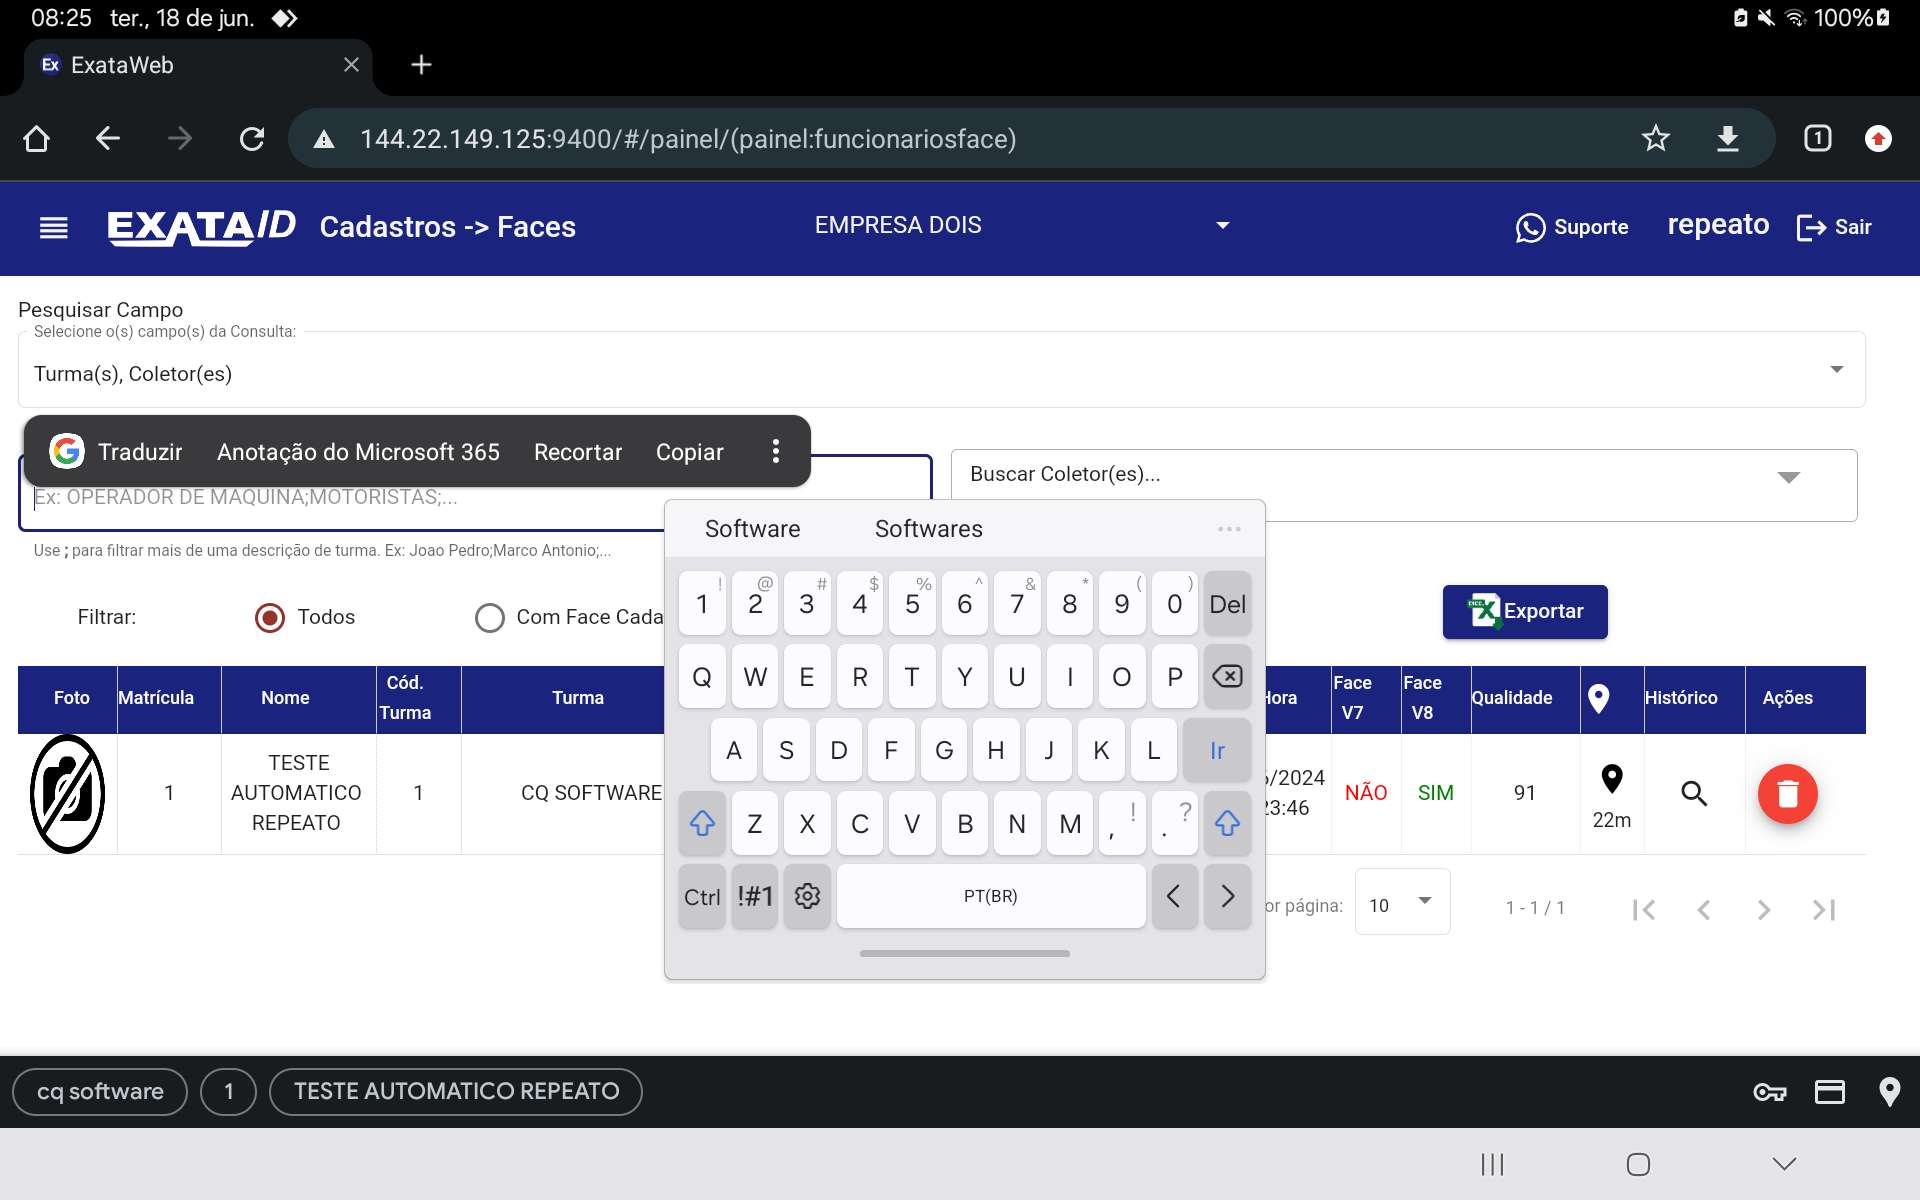 08:25 ter., 18 de jun. 100%
Ex ExataWeb
144.22.149.125:9400/#/painel/(painel:funcionariosface) 1
EXATA/ID Cadastros -> Faces EMPRESA DOIS Suporte repeato Sair
Pesquisar Campo
Selecione o(s) campo(s) da Consulta:
Turma(s), Coletor(es)
Traduzir Anotação do Microsoft 365 Recortar Copiar
Buscar Coletor(es)...
Ex: OPERADOR DE MAQUINA;MOTORISTAS;...
Use ; para filtrar mais de uma descrição de turma. Ex: Joao Pedro;Marco Antonio;...
Software Softwares ...
Filtrar: Todos Com Face Cada
Exportar
! @ # $ % ^ & * ( )
1 2 3 4 5 6 7 8 9 0 Del
Q W E R T Y U I O P
A S D F G H J K L Ir
! ?
Z X C V B N M , .
Ctrl !#1 PT(BR) < >
Foto Matrícula Nome Cód. Turma Turma Hora Face V7 Face V8 Qualidade Histórico Ações
1 TESTE AUTOMATICO REPEATO 1 CQ SOFTWARE /2024 23:46 NÃO SIM 91 22m
or página: 10 1 - 1 / 1
cq software 1 TESTE AUTOMATICO REPEATO